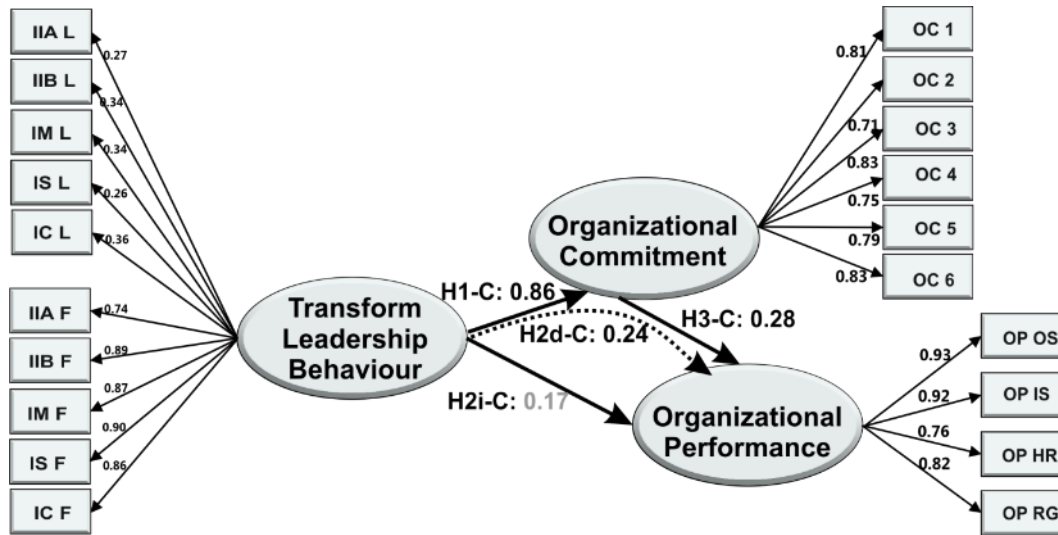 IIA L
IIB L
IM L
IS L
IC L
IIA F
IIB F
IM F
IS F
IC F
0.27
0.34
0.34
0.26
0.36
0.74
0.89
0.87
0.90
0.86
Transform
Leadership
Behaviour
H1-C: 0.86
H2d-C: 0.24
H2i-C: 0.17
Organizational
Commitment
H3-C: 0.28
Organizational
Performance
0.81
0.71
0.83
0.75
0.79
0.83
OC 1
OC 2
OC 3
OC 4
OC 5
OC 6
0.93
0.92
0.76
0.82
OP OS
OP IS
OP HR
OP RG